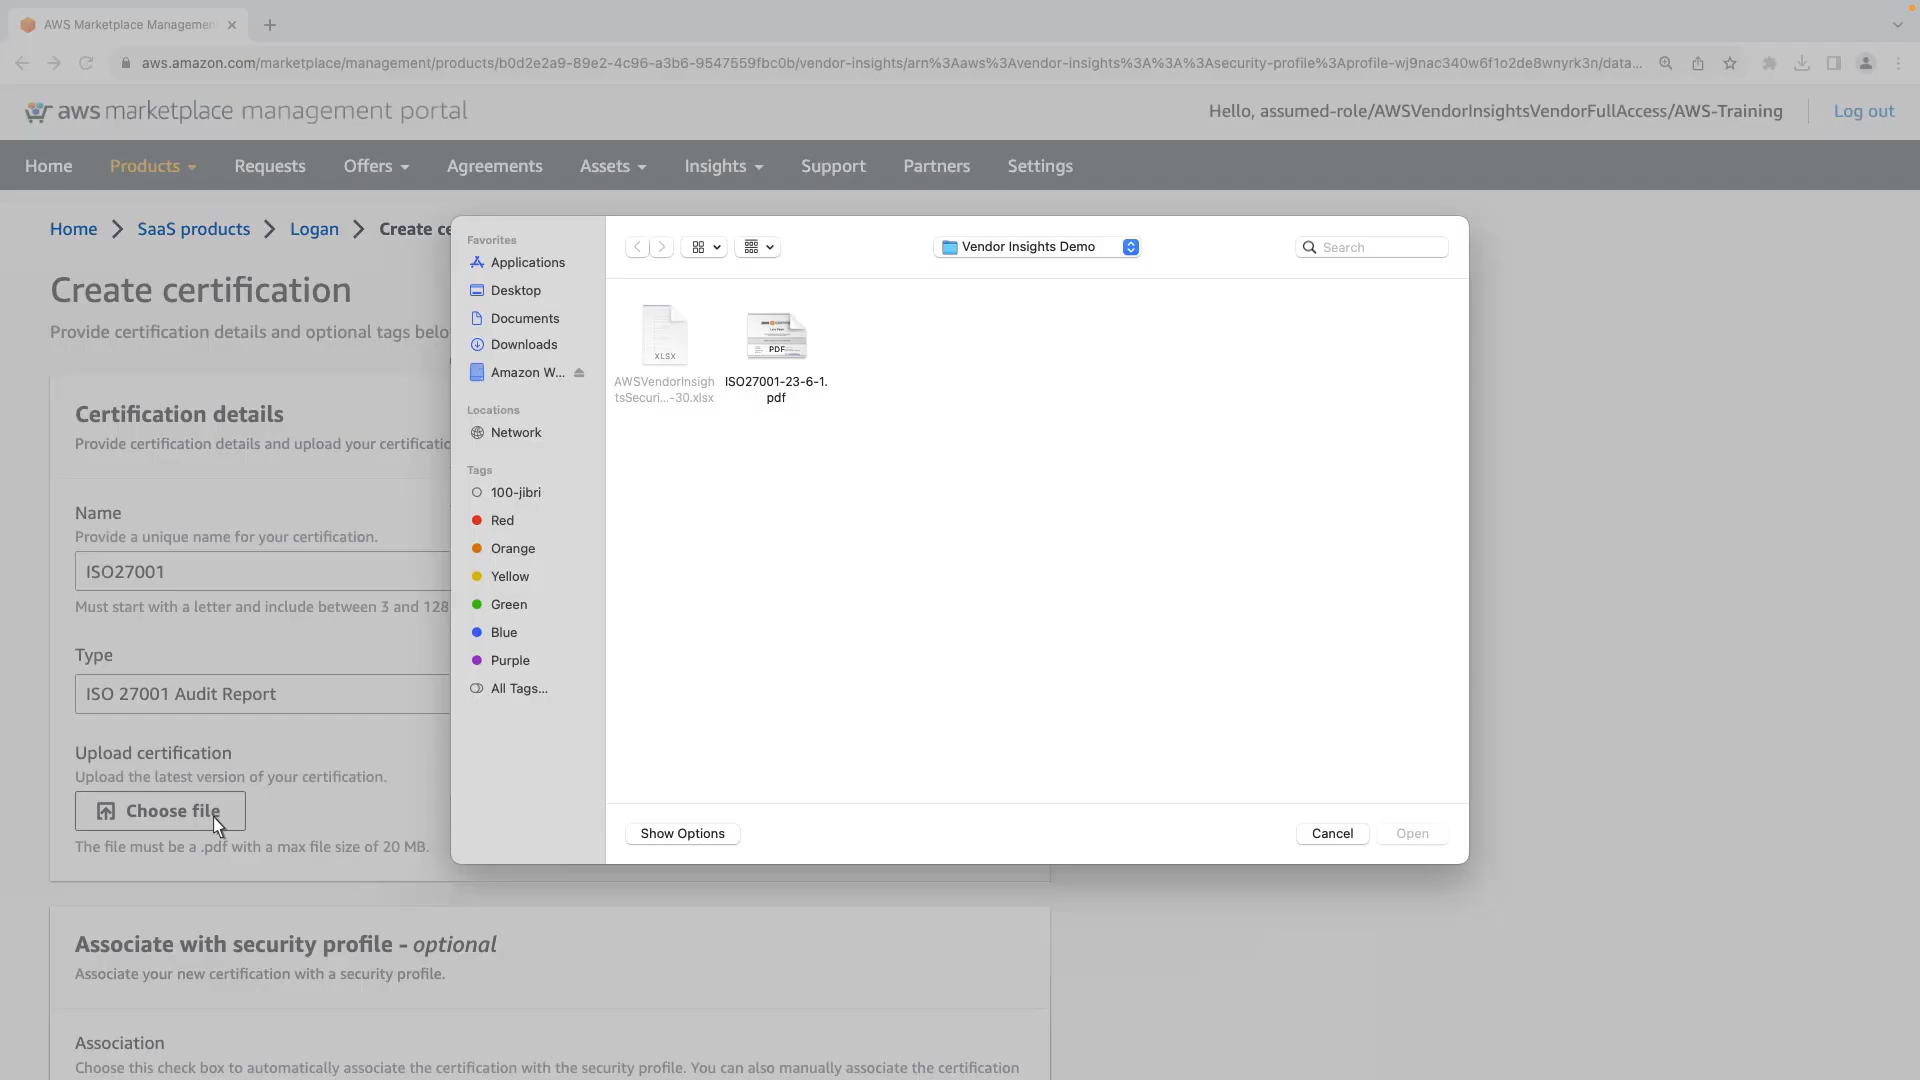 AWS Marketplace Management
aws.amazon.com/marketplace/management/products/b0d2e2a9-89e2-4c96-a3b6-9547559fbc0b/vendor-insights/arn%3Aaws%3Avendor-insights%3A%3A%3Asecurity-profile%3Aprofile-wj9nac340w6f1o2de8wnyrk3n/data...
aws marketplace management portal
Hello, assumed-role/AWSVendorInsightsVendorFullAccess/AWS-Training
Log out
Home
Products
Requests
Offers
Agreements
Assets
Insights
Support
Partners
Settings
Home
SaaS products
Logan
Create ce
Create certification
Provide certification details and optional tags belo
Certification details
Provide certification details and upload your certificatio
Name
Provide a unique name for your certification.
ISO27001
Must start with a letter and include between 3 and 128
Type
ISO 27001 Audit Report
Upload certification
Upload the latest version of your certification.
Choose file
The file must be a .pdf with a max file size of 20 MB.
Associate with security profile - optional
Associate your new certification with a security profile.
Association
Choose this check box to automatically associate the certification with the security profile. You can also manually associate the certification
Favorites
Applications
Desktop
Documents
Downloads
Amazon W...
Locations
Network
Tags
100-jibri
Red
Orange
Yellow
Green
Blue
Purple
All Tags...
Vendor Insights Demo
Search
XLSX
AWSVendorInsigh
tsSecuri...-30.xlsx
PDF
ISO27001-23-6-1.
pdf
Show Options
Cancel
Open